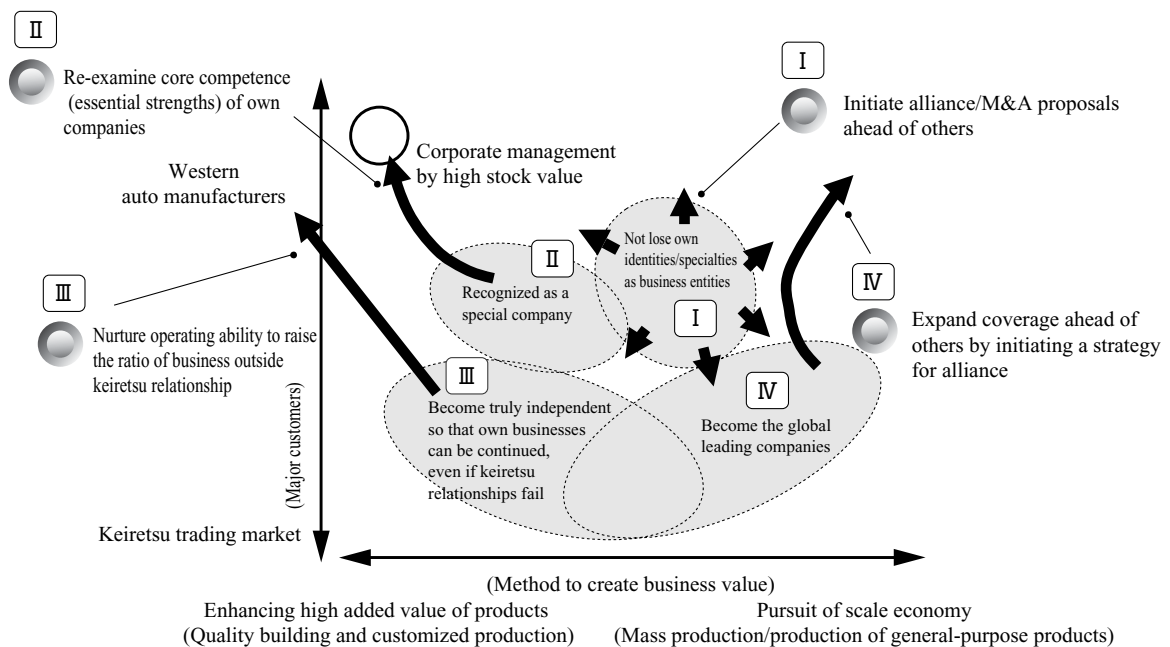 Ⅱ
Re-examine core competence
(essential strengths) of own
companies
Ⅰ
Initiate alliance/M&A proposals
ahead of others
Corporate management
by high stock value
Western
auto manufacturers
Not lose own
identities/specialties
as business entities
Ⅰ
Ⅱ
Recognized as a
special company
Ⅲ
Nurture operating ability to raise
the ratio of business outside
keiretsu relationship
Ⅳ
Expand coverage ahead of
others by initiating a strategy
for alliance
Ⅲ
Become truly independent
so that own businesses
can be continued,
even if keiretsu
relationships fail
Ⅳ
Become the global
leading companies
(Major customers)
Keiretsu trading market
(Method to create business value)
Enhancing high added value of products
(Quality building and customized production)
Pursuit of scale economy
(Mass production/production of general-purpose products)